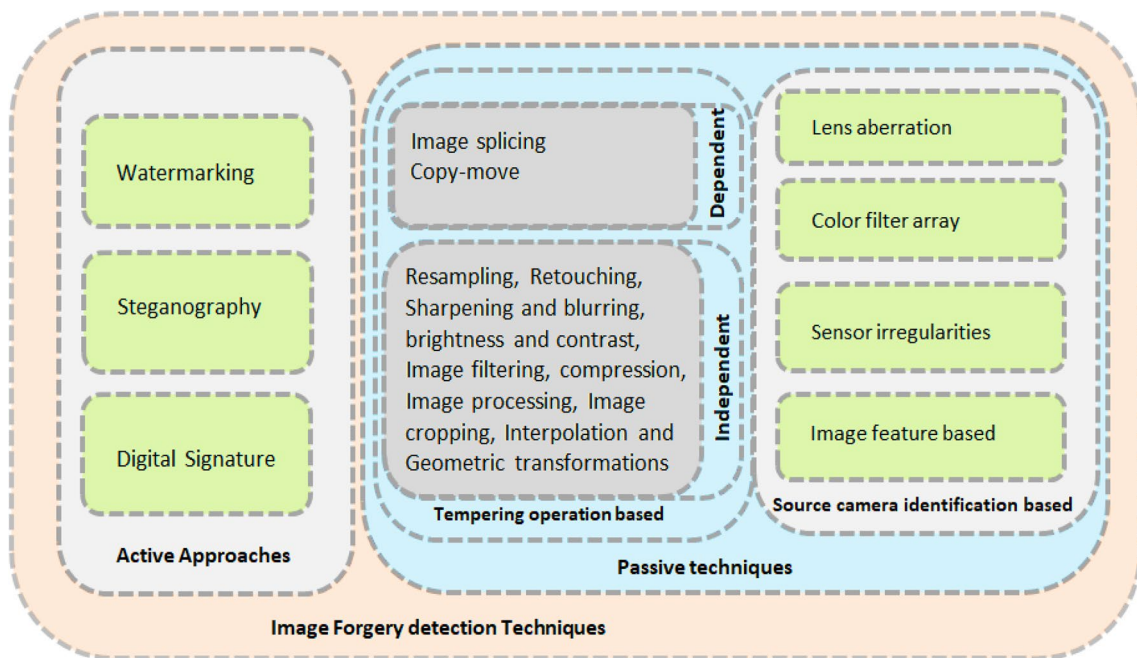 Watermarking
Steganography
Digital Signature
Active Approaches
Image splicing
Copy-move
Dependent
Resampling, Retouching,
Sharpening and blurring,
brightness and contrast,
Image filtering, compression,
Image processing, Image
cropping, Interpolation and
Geometric transformations
Independent
Tempering operation based
Lens aberration
Color filter array
Sensor irregularities
Image feature based
Source camera identification based
Passive techniques
Image Forgery detection Techniques